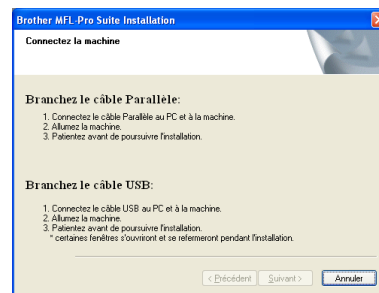 Brother MFL-Pro Suite Installation
Connectez la machine
Branchez le câble Parallèle:
1. Connectez le câble Parallèle au PC et à la machine.
2. Allumez la machine.
3. Patientez avant de poursuivre l'installation.
Branchez le câble USB:
1. Connectez le câble USB au PC et à la machine.
2. Allumez la machine.
3. Patientez avant de poursuivre l'installation.
* certaines fenêtres s'ouvriront et se refermeront pendant l'installation.
< Précédent Suivant > Annuler